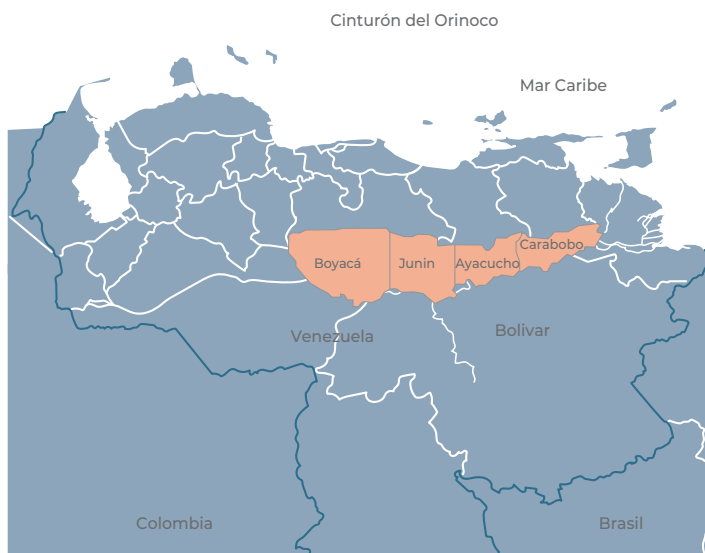 Cinturón del Orinoco
Mar Caribe
Carabobo
Boyacá
Junin
Ayacucho
Bolivar
Venezuela
Colombia
Brasil